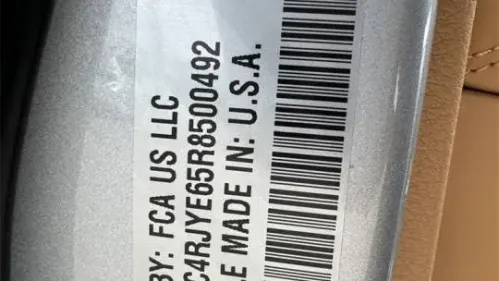 BY: FCA US LLC
C4RJYE65R8500492
LE MADE IN: U.S.A.